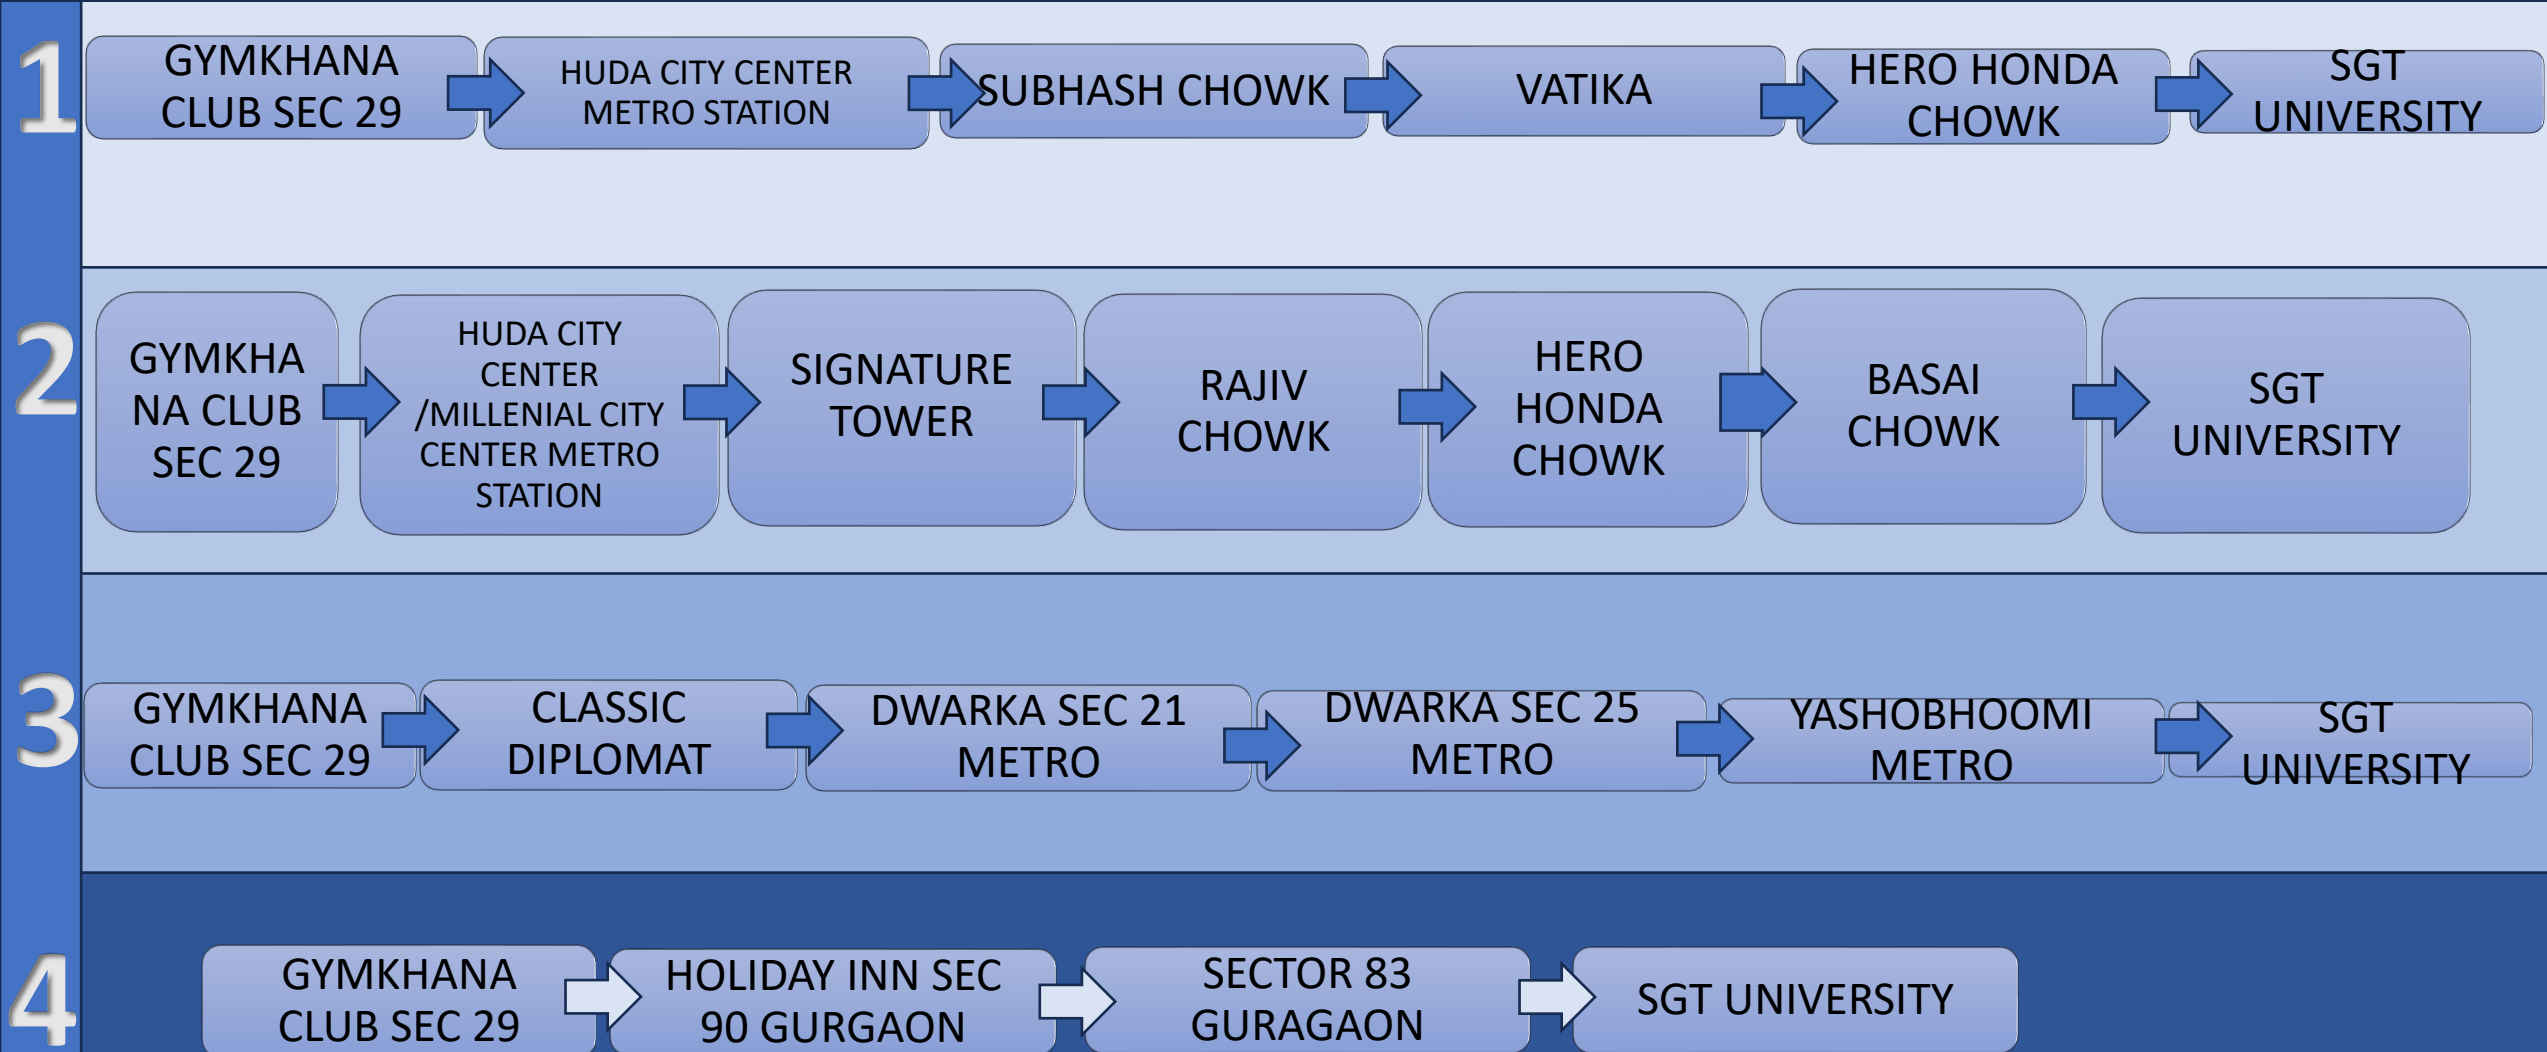 1
GYMKHANA
CLUB SEC 29
HUDA CITY CENTER
METRO STATION
SUBHASH CHOWK
VATIKA
HERO HONDA
CHOWK
SGT
UNIVERSITY
2
GYMKHA
NA CLUB
SEC 29
HUDA CITY
CENTER
/MILLENIAL CITY
CENTER METRO
STATION
SIGNATURE
TOWER
RAJIV
CHOWK
HERO
HONDA
CHOWK
BASAI
CHOWK
SGT
UNIVERSITY
3
GYMKHANA
CLUB SEC 29
CLASSIC
DIPLOMAT
DWARKA SEC 21
METRO
DWARKA SEC 25
METRO
YASHOBHOOMI
METRO
SGT
UNIVERSITY
4
GYMKHANA
CLUB SEC 29
HOLIDAY INN SEC
90 GURGAON
SECTOR 83
GURAGAON
SGT UNIVERSITY